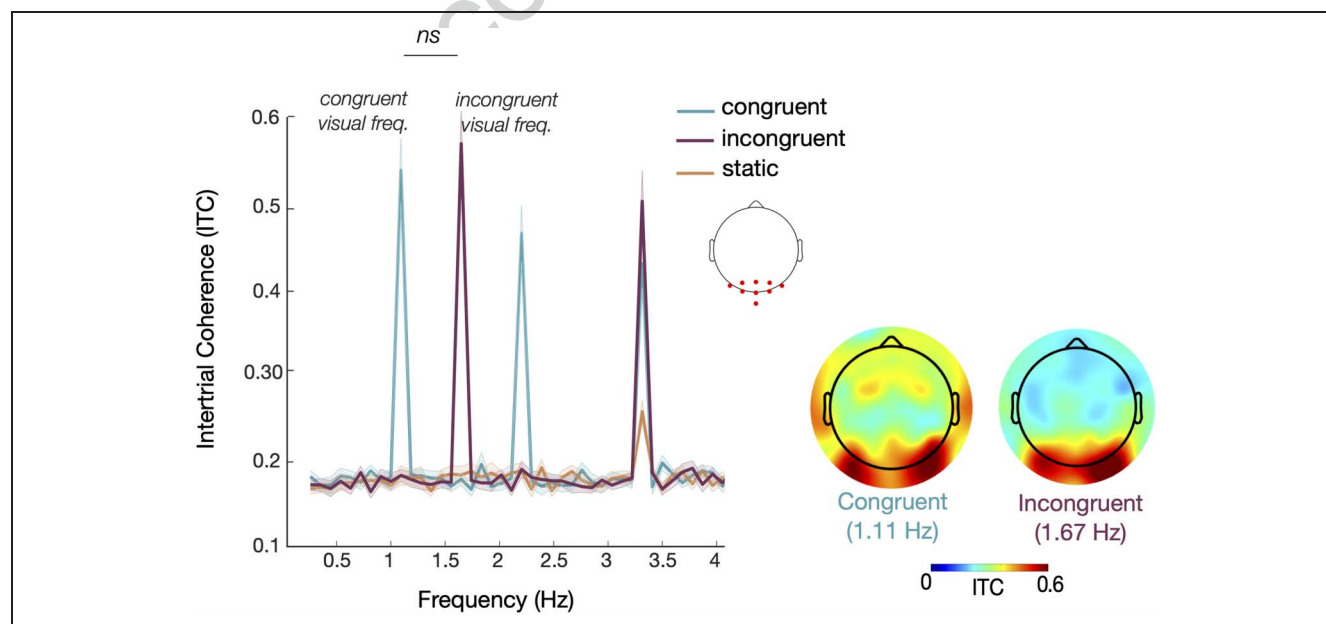 ns
congruent
visual freq.
incongruent
visual freq.
congruent
incongruent
static
Intertrial Coherence (ITC)
0.6
0.5
0.4
0.30
0.2
0.1
0.5
1
1.5
2
2.5
3
3.5
4
Frequency (Hz)
Congruent
(1.11 Hz)
Incongruent
(1.67 Hz)
0
ITC
0.6